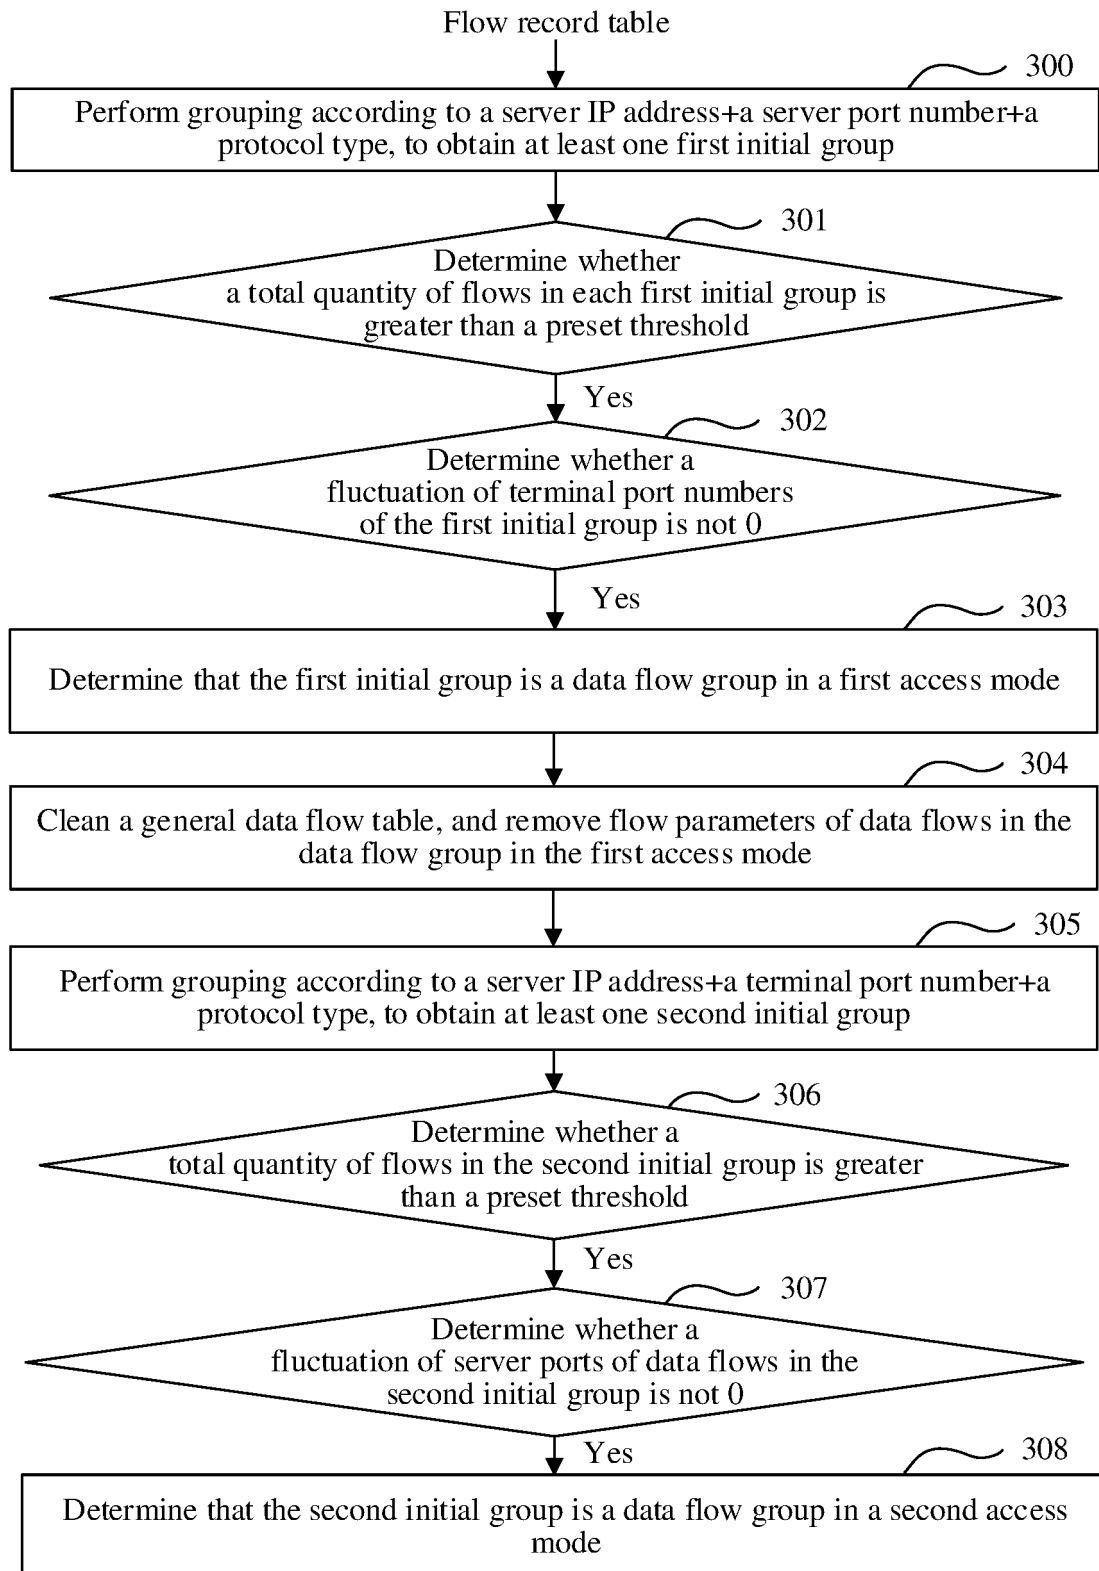 Flow record table
300
Perform grouping according to a server IP address+a server port number+a
protocol type, to obtain at least one first initial group
301
Determine whether
a total quantity of flows in each first initial group is
greater than a preset threshold
Yes
302
Determine whether a
fluctuation of terminal port numbers
of the first initial group is not 0
Yes
303
Determine that the first initial group is a data flow group in a first access mode
304
Clean a general data flow table, and remove flow parameters of data flows in the
data flow group in the first access mode
305
Perform grouping according to a server IP address+a terminal port number+a
protocol type, to obtain at least one second initial group
306
Determine whether a
total quantity of flows in the second initial group is greater
than a preset threshold
Yes
307
Determine whether a
fluctuation of server ports of data flows in the
second initial group is not 0
Yes
308
Determine that the second initial group is a data flow group in a second access
mode